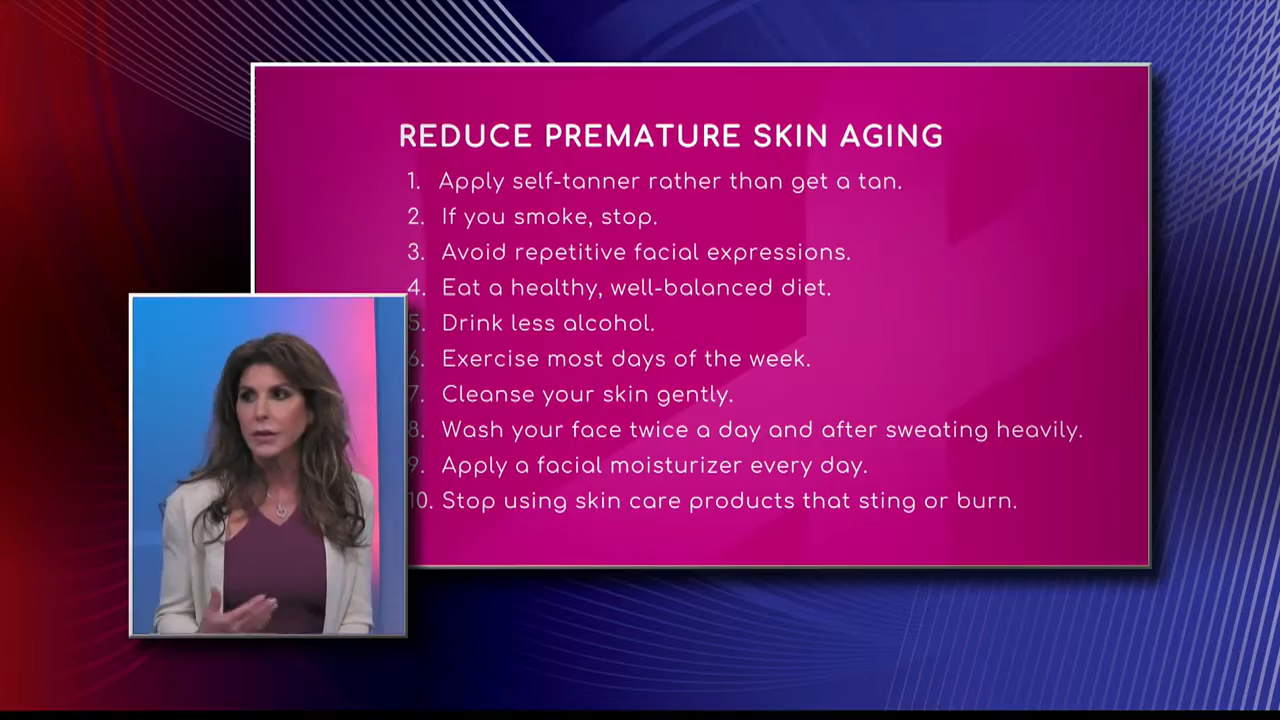 REDUCE PREMATURE SKIN AGING
1. Apply self-tanner rather than get a tan.
2. If you smoke, stop.
3. Avoid repetitive facial expressions.
4. Eat a healthy, well-balanced diet.
5. Drink less alcohol.
6. Exercise most days of the week.
7. Cleanse your skin gently.
8. Wash your face twice a day and after sweating heavily.
9. Apply a facial moisturizer every day.
10. Stop using skin care products that sting or burn.